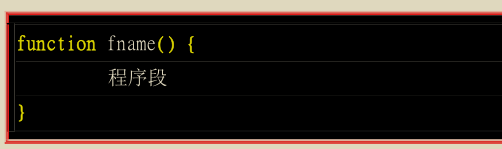 function fname() {
程序段
}